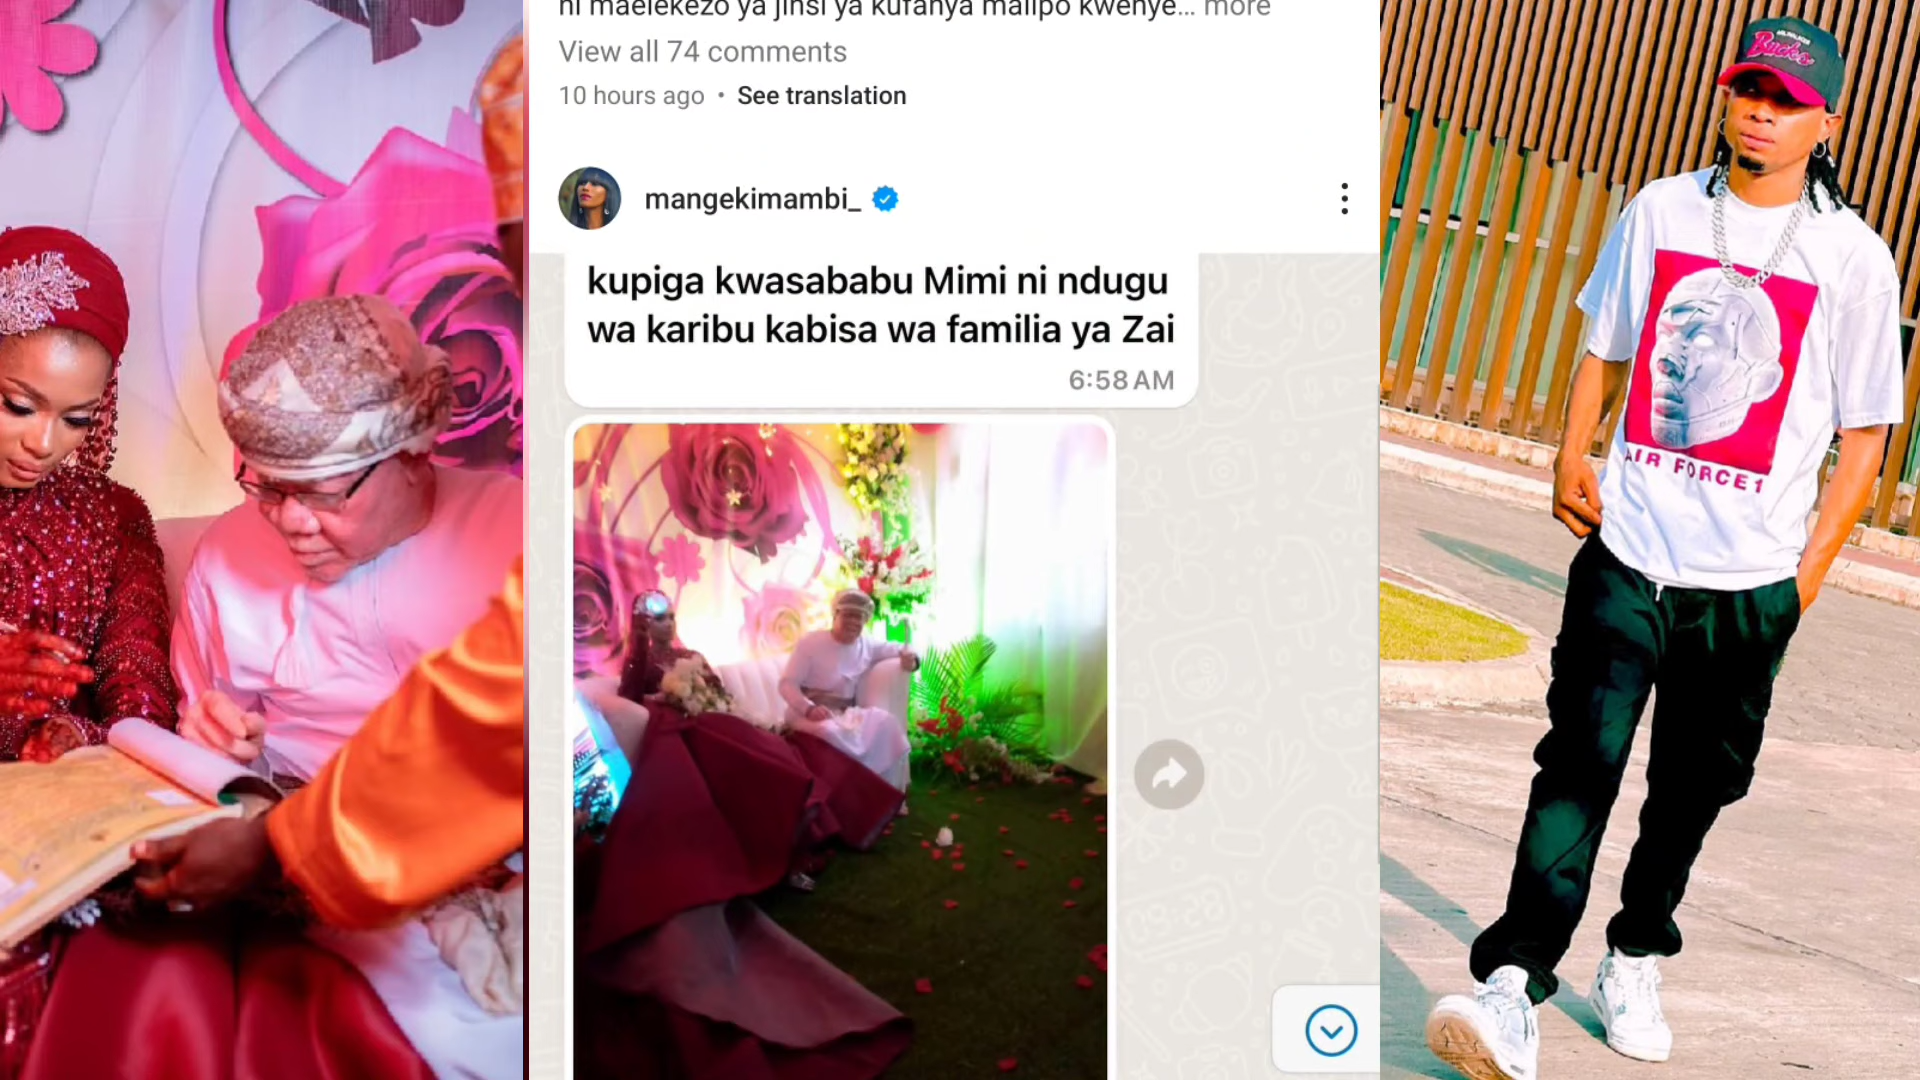 ni maelekezo ya jinsi ya kufanya malipo kwenye... more
View all 74 comments
10 hours ago • See translation
mangekimambi_
kupiga kwasababu Mimi ni ndugu
wa karibu kabisa wa familia ya Zai
6:58 AM
Bucks
AIR FORCE 1